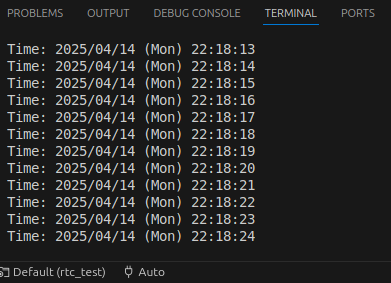 PROBLEMS OUTPUT DEBUG CONSOLE TERMINAL PORTS
Time: 2025/04/14 (Mon) 22:18:13
Time: 2025/04/14 (Mon) 22:18:14
Time: 2025/04/14 (Mon) 22:18:15
Time: 2025/04/14 (Mon) 22:18:16
Time: 2025/04/14 (Mon) 22:18:17
Time: 2025/04/14 (Mon) 22:18:18
Time: 2025/04/14 (Mon) 22:18:19
Time: 2025/04/14 (Mon) 22:18:20
Time: 2025/04/14 (Mon) 22:18:21
Time: 2025/04/14 (Mon) 22:18:22
Time: 2025/04/14 (Mon) 22:18:23
Time: 2025/04/14 (Mon) 22:18:24
Default (rtc_test) Auto